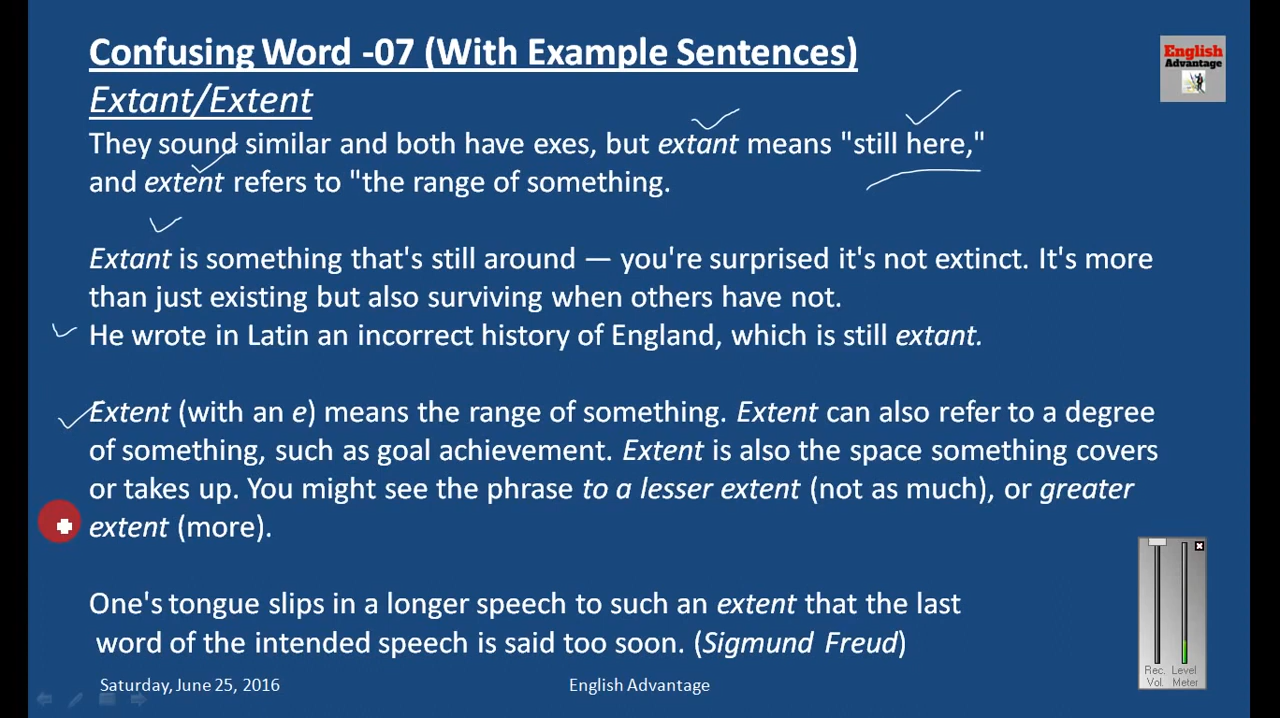 Confusing Word -07 (With Example Sentences)
English
Advantage
Extant/Extent
They sound similar and both have exes, but extant means "still here,"
and extent refers to "the range of something.
Extant is something that's still around — you're surprised it's not extinct. It's more
than just existing but also surviving when others have not.
He wrote in Latin an incorrect history of England, which is still extant.
Extent (with an e) means the range of something. Extent can also refer to a degree
of something, such as goal achievement. Extent is also the space something covers
or takes up. You might see the phrase to a lesser extent (not as much), or greater
extent (more).
One's tongue slips in a longer speech to such an extent that the last
word of the intended speech is said too soon. (Sigmund Freud)
Rec. Level
Vol. Meter
Saturday, June 25, 2016 English Advantage